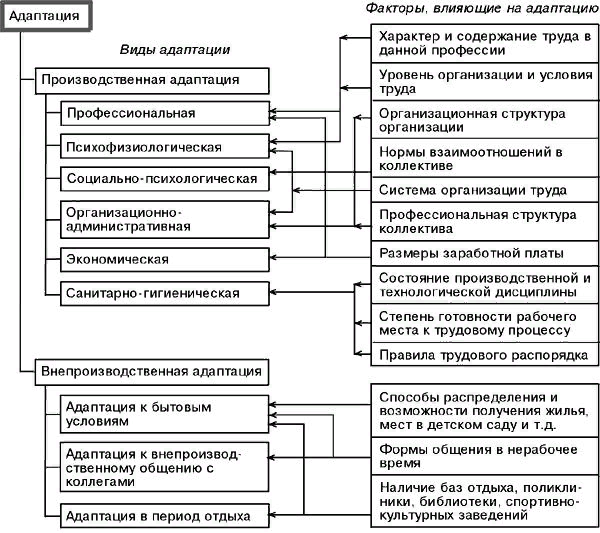 Адаптация
Виды адаптации
Производственная адаптация
Профессиональная
Психофизиологическая
Социально-психологическая
Организационно-
административная
Экономическая
Санитарно-гигиеническая
Внепроизводственная адаптация
Адаптация к бытовым
условиям
Адаптация к внепроизвод-
ственному общению с
коллегами
Адаптация в период отдыха
Факторы, влияющие на адаптацию
Характер и содержание труда в
данной профессии
Уровень организации и условия
труда
Организационная структура
организации
Нормы взаимоотношений в
коллективе
Система организации труда
Профессиональная структура
коллектива
Размеры заработной платы
Состояние производственной и
технологической дисциплины
Степень готовности рабочего
места к трудовому процессу
Правила трудового распорядка
Способы распределения и
возможности получения жилья,
мест в детском саду и т.д.
Формы общения в нерабочее
время
Наличие баз отдыха, поликли-
ники, библиотеки, спортивно-
культурных заведений